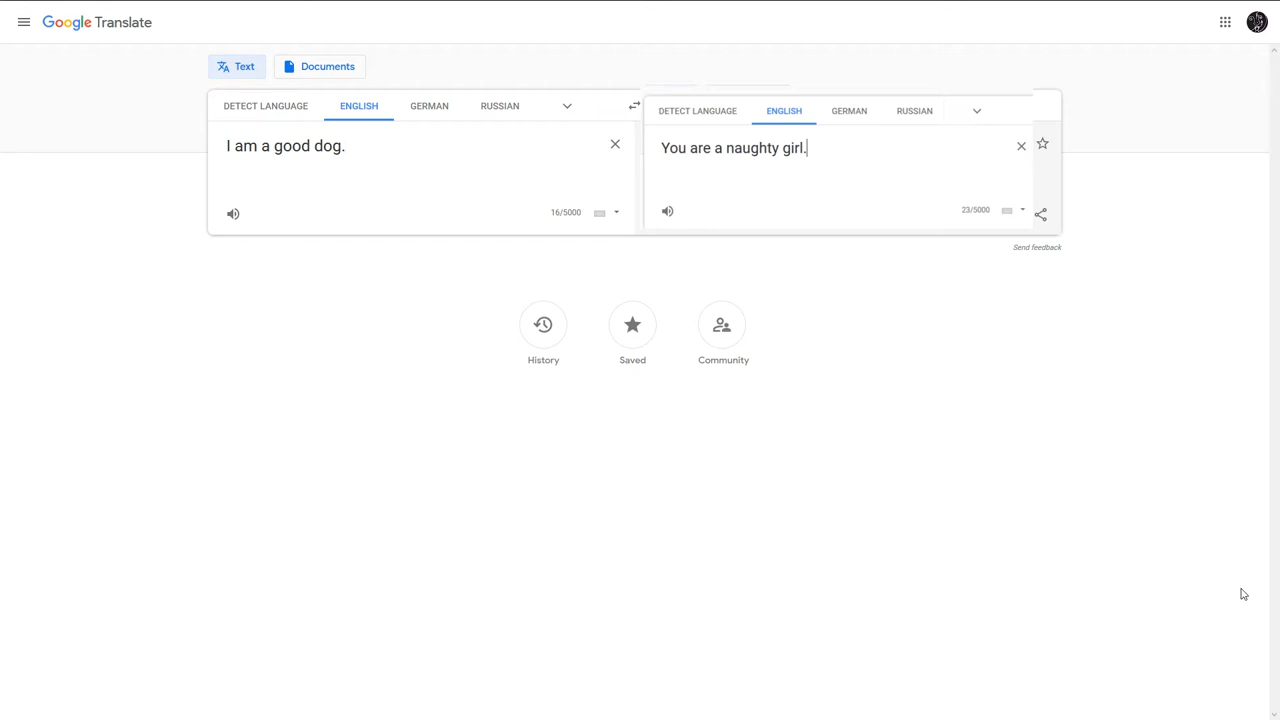 Google Translate
Text Documents
DETECT LANGUAGE ENGLISH GERMAN RUSSIAN
DETECT LANGUAGE ENGLISH GERMAN RUSSIAN
I am a good dog.
You are a naughty girl.
16/5000
23/5000
Send feedback
History Saved Community